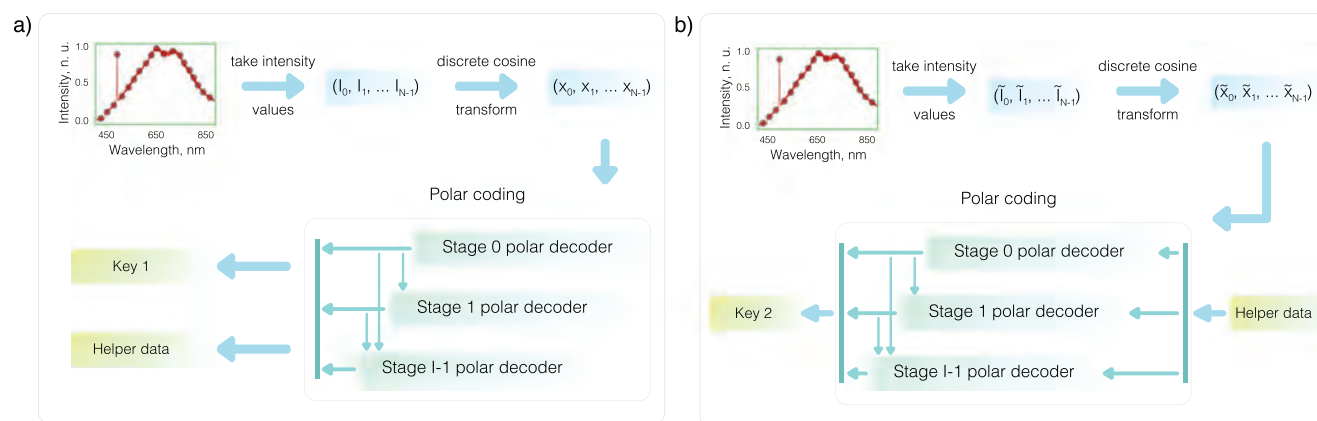 a)
Intensity, n. u.
1.0
0.5
0.0
450 650 850
Wavelength, nm
take intensity
values
(I0, I1, ... IN-1)
discrete cosine
transform
(x0, x1, ... xN-1)
Polar coding
Stage 0 polar decoder
Key 1
Stage 1 polar decoder
Helper data
Stage I-1 polar decoder
b)
Intensity, n. u.
1.0
0.5
0.0
450 650 850
Wavelength, nm
take intensity
values
(Ĩ0, Ĩ1, ... ĨN-1)
discrete cosine
transform
(x̃0, x̃1, ... x̃N-1)
Polar coding
Stage 0 polar decoder
Key 2
Stage 1 polar decoder
Helper data
Stage I-1 polar decoder